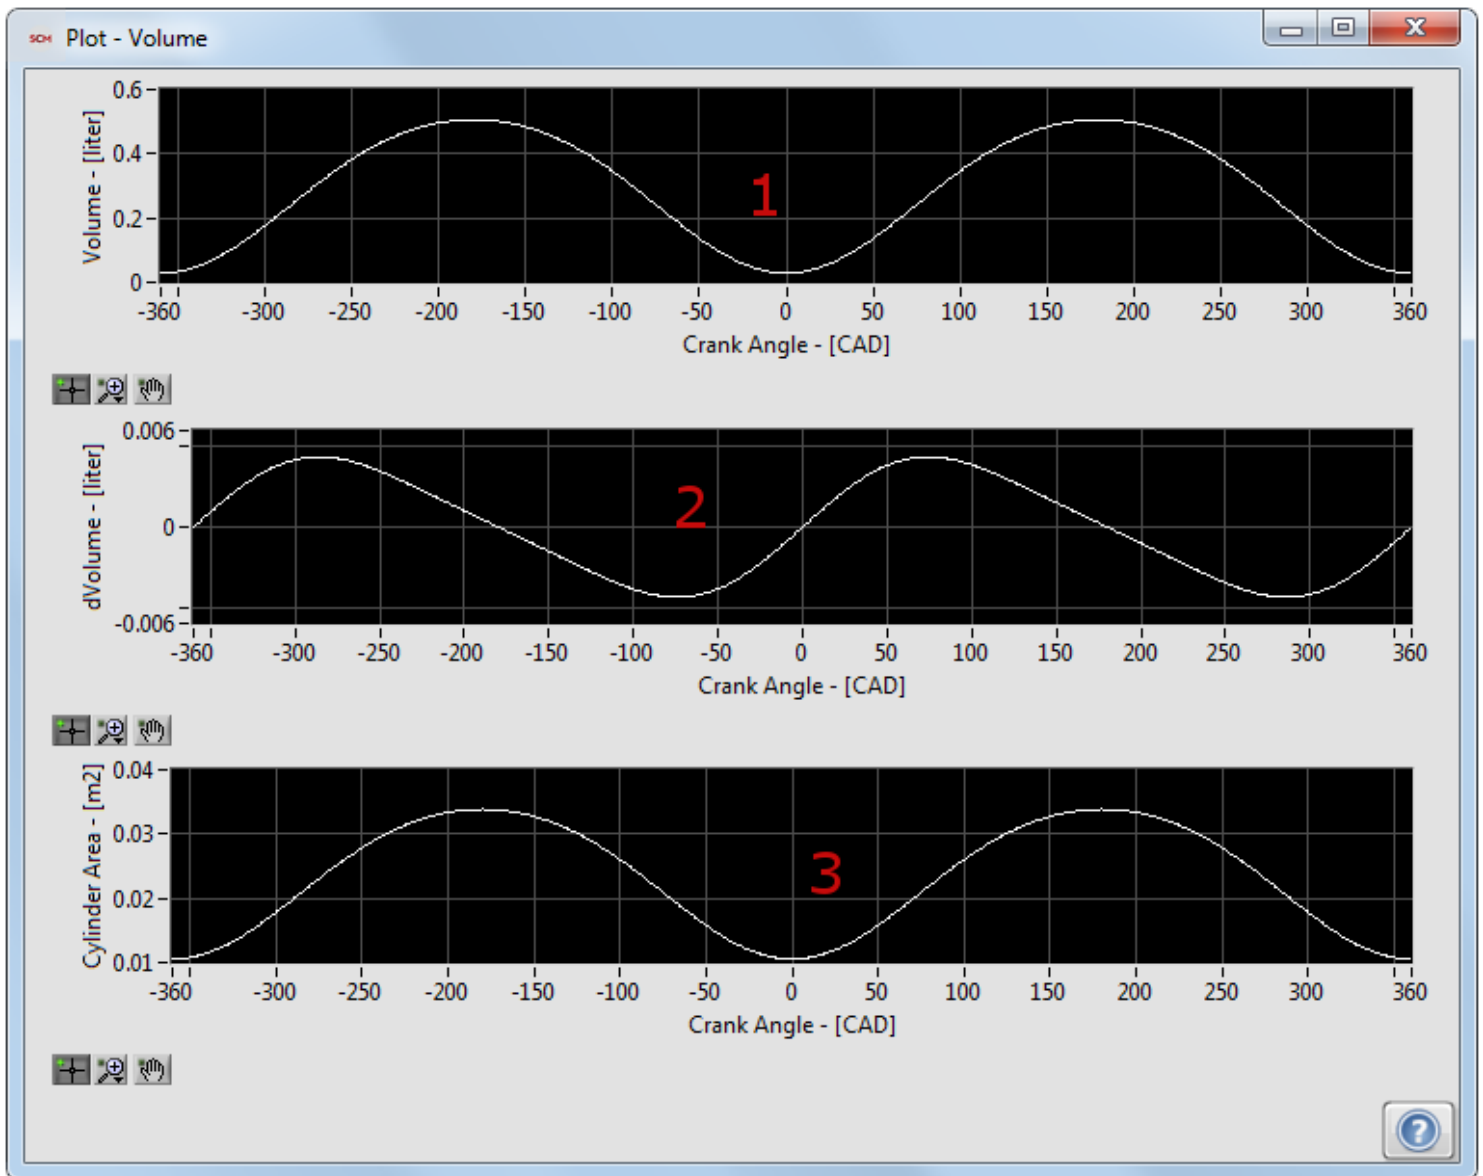 SCM Plot - Volume
0.6
0.4
0.2
0
Volume - [liter]
1
-360 -300 -250 -200 -150 -100 -50 0 50 100 150 200 250 300 360
Crank Angle - [CAD]
0.006
0
-0.006
dVolume - [liter]
2
-360 -300 -250 -200 -150 -100 -50 0 50 100 150 200 250 300 360
Crank Angle - [CAD]
0.04
0.03
0.02
0.01
Cylinder Area - [m2]
3
-360 -300 -250 -200 -150 -100 -50 0 50 100 150 200 250 300 360
Crank Angle - [CAD]
?